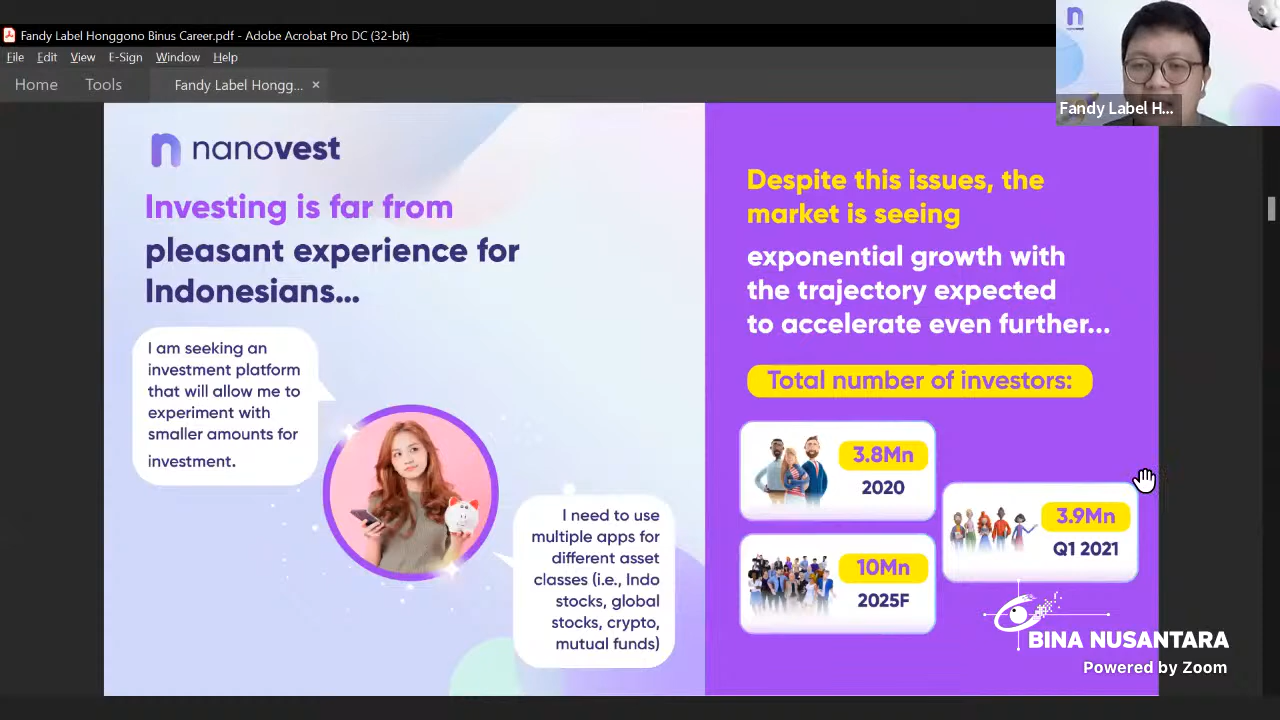 Fandy Label Honggono Binus Career.pdf - Adobe Acrobat Pro DC (32-bit)
File Edit View E-Sign Window Help
Home Tools Fandy Label Hongg... ×
Fandy Label H...
nanovest
Investing is far from
pleasant experience for
Indonesians...
I am seeking an
investment platform
that will allow me to
experiment with
smaller amounts for
investment.
I need to use
multiple apps for
different asset
classes (i.e., Indo
stocks, global
stocks, crypto,
mutual funds)
Despite this issues, the
market is seeing
exponential growth with
the trajectory expected
to accelerate even further...
Total number of investors:
3.8Mn
2020
3.9Mn
Q1 2021
10Mn
2025F
BINA NUSANTARA
Powered by Zoom